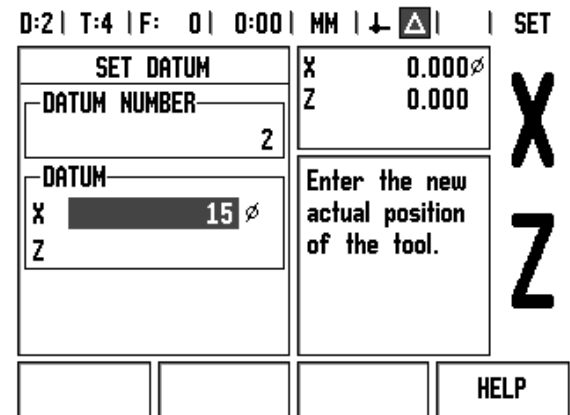 D:2 | T:4 | F: 0 | 0:00 | MM | | | SET
SET DATUM
DATUM NUMBER
2
DATUM
X 15 ⌀
Z
X 0.000⌀
Z 0.000
Enter the new
actual position
of the tool.
X
Z
HELP